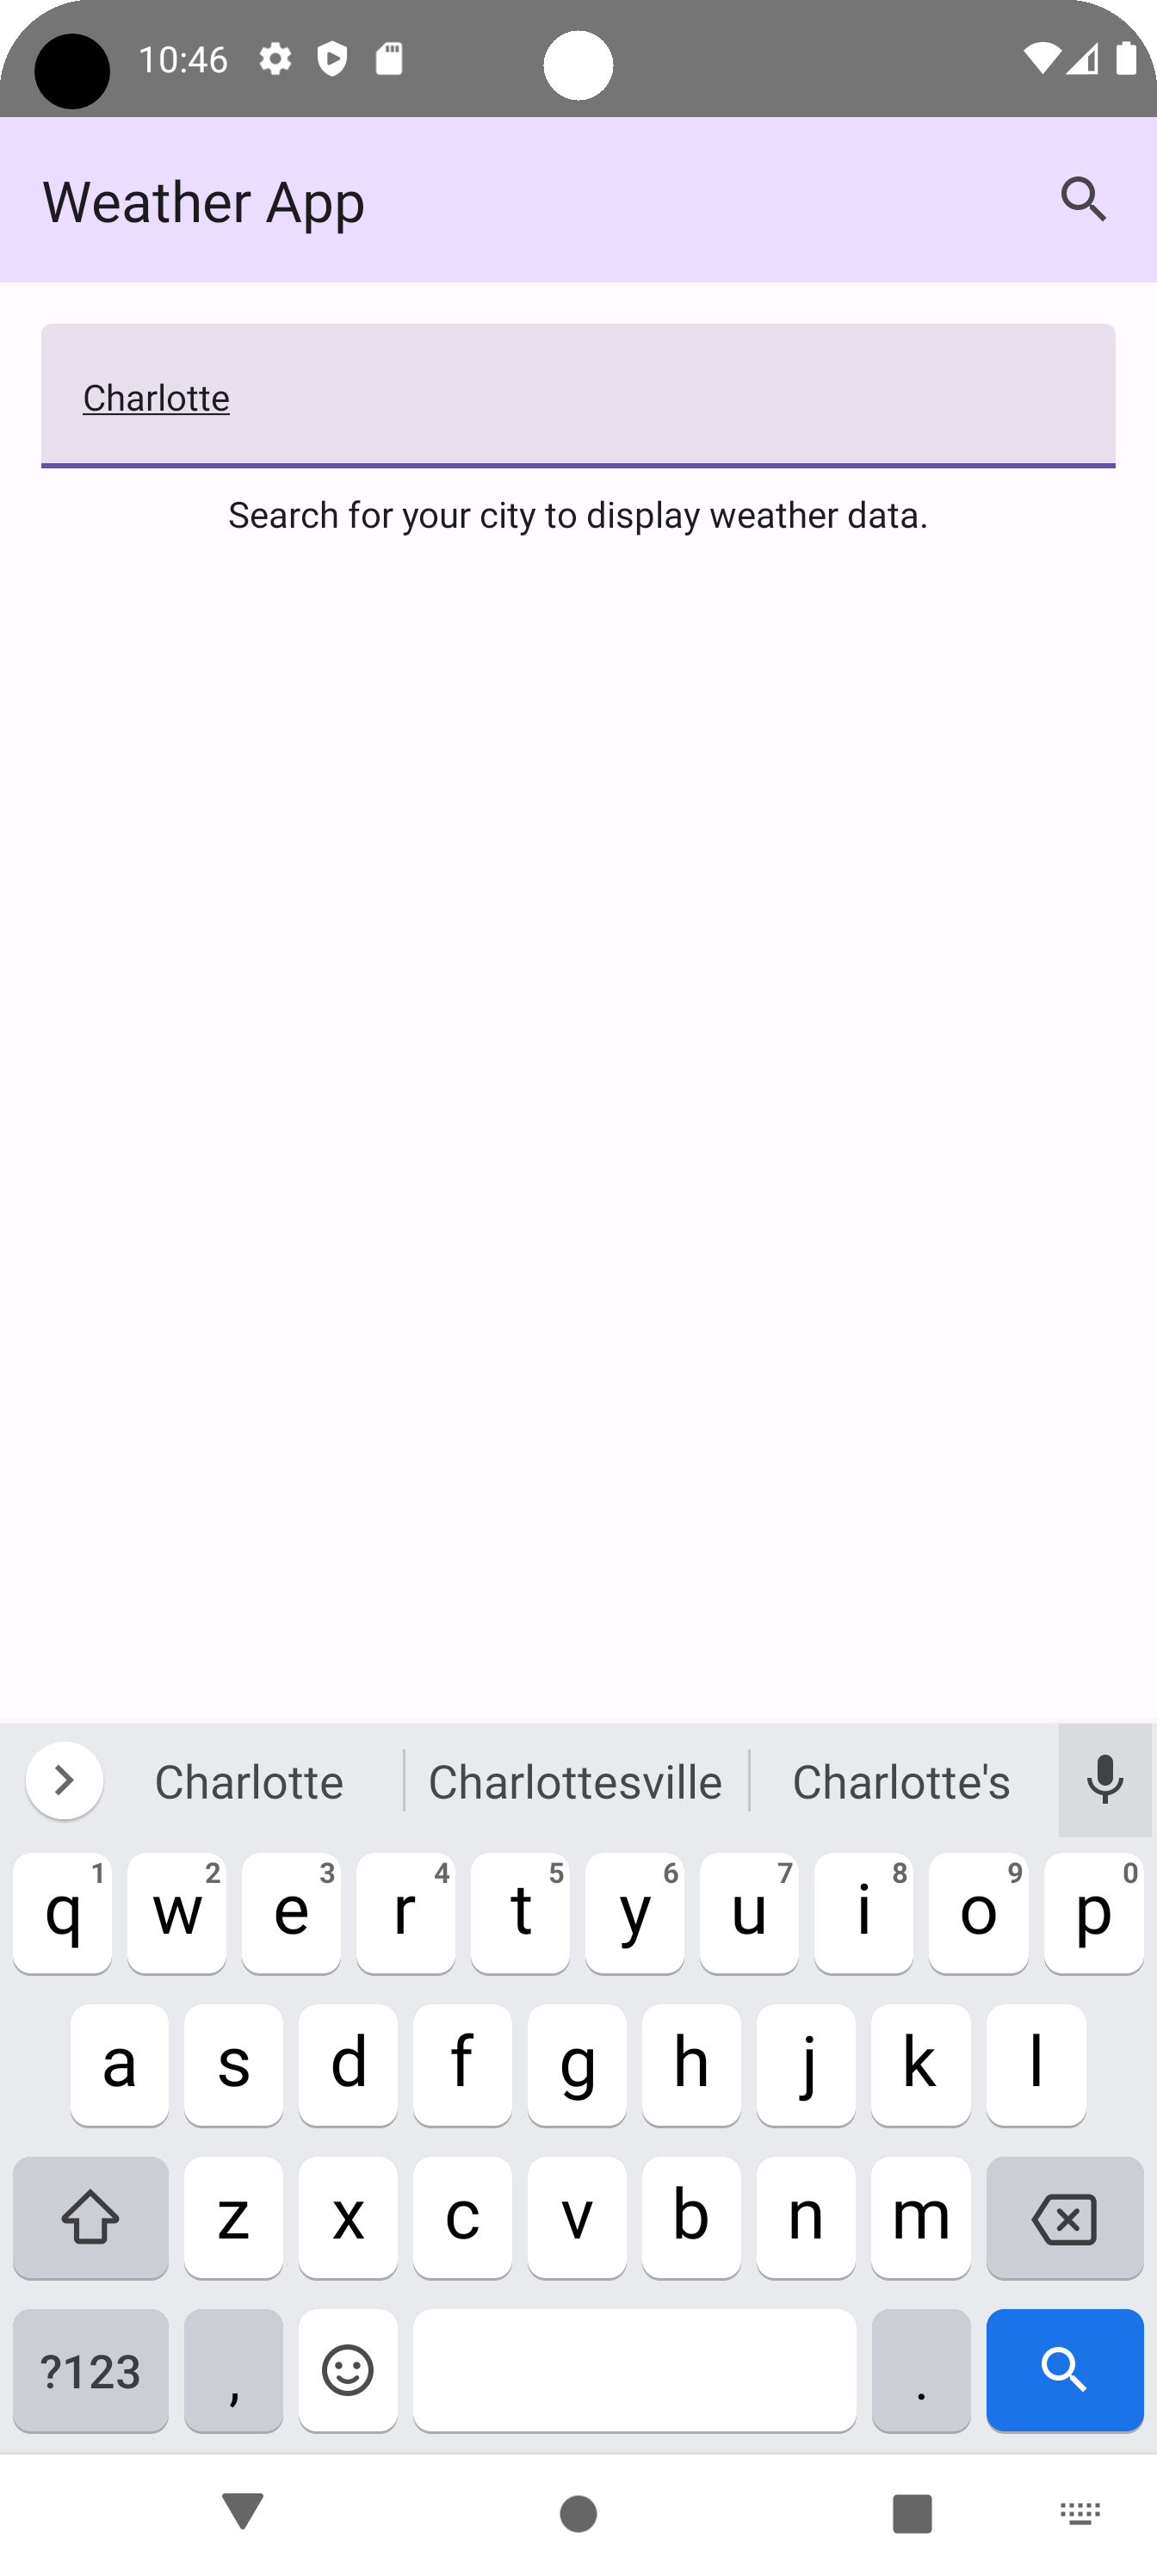 10:46
Weather App
Charlotte
Search for your city to display weather data.
Charlotte Charlottesville Charlotte's
1 2 3 4 5 6 7 8 9 0
q w e r t y u i o p
a s d f g h j k l
z x c v b n m
?123 , .